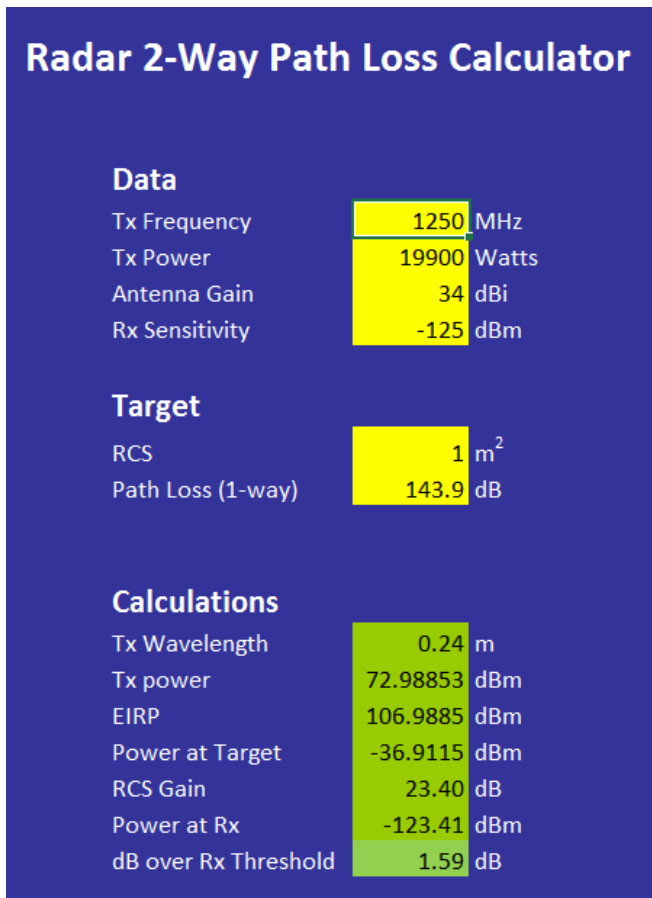 Radar 2-Way Path Loss Calculator
Data
Tx Frequency 1250 MHz
Tx Power 19900 Watts
Antenna Gain 34 dBi
Rx Sensitivity -125 dBm
Target
RCS 1 m²
Path Loss (1-way) 143.9 dB
Calculations
Tx Wavelength 0.24 m
Tx power 72.98853 dBm
EIRP 106.9885 dBm
Power at Target -36.9115 dBm
RCS Gain 23.40 dB
Power at Rx -123.41 dBm
dB over Rx Threshold 1.59 dB